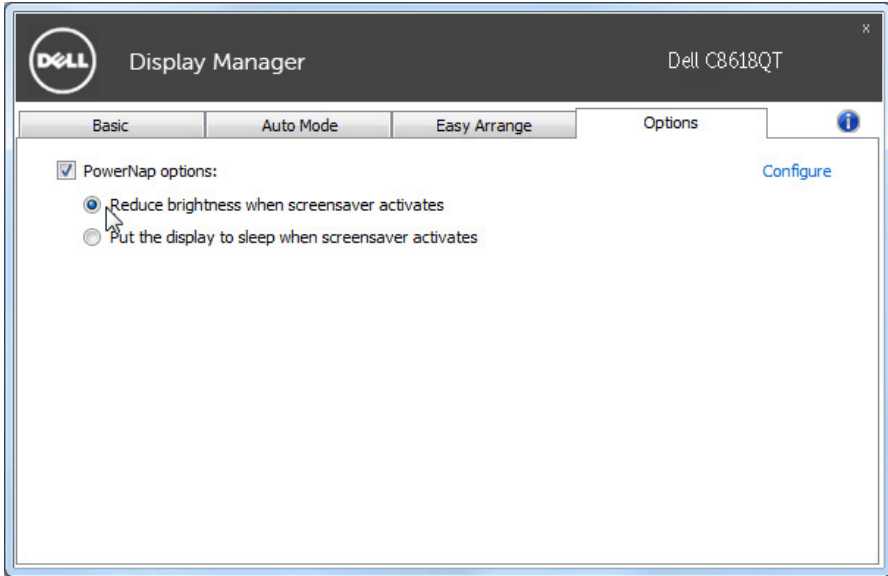 x
DELL Display Manager Dell C8618QT
Basic Auto Mode Easy Arrange Options i
PowerNap options: Configure
Reduce brightness when screensaver activates
Put the display to sleep when screensaver activates